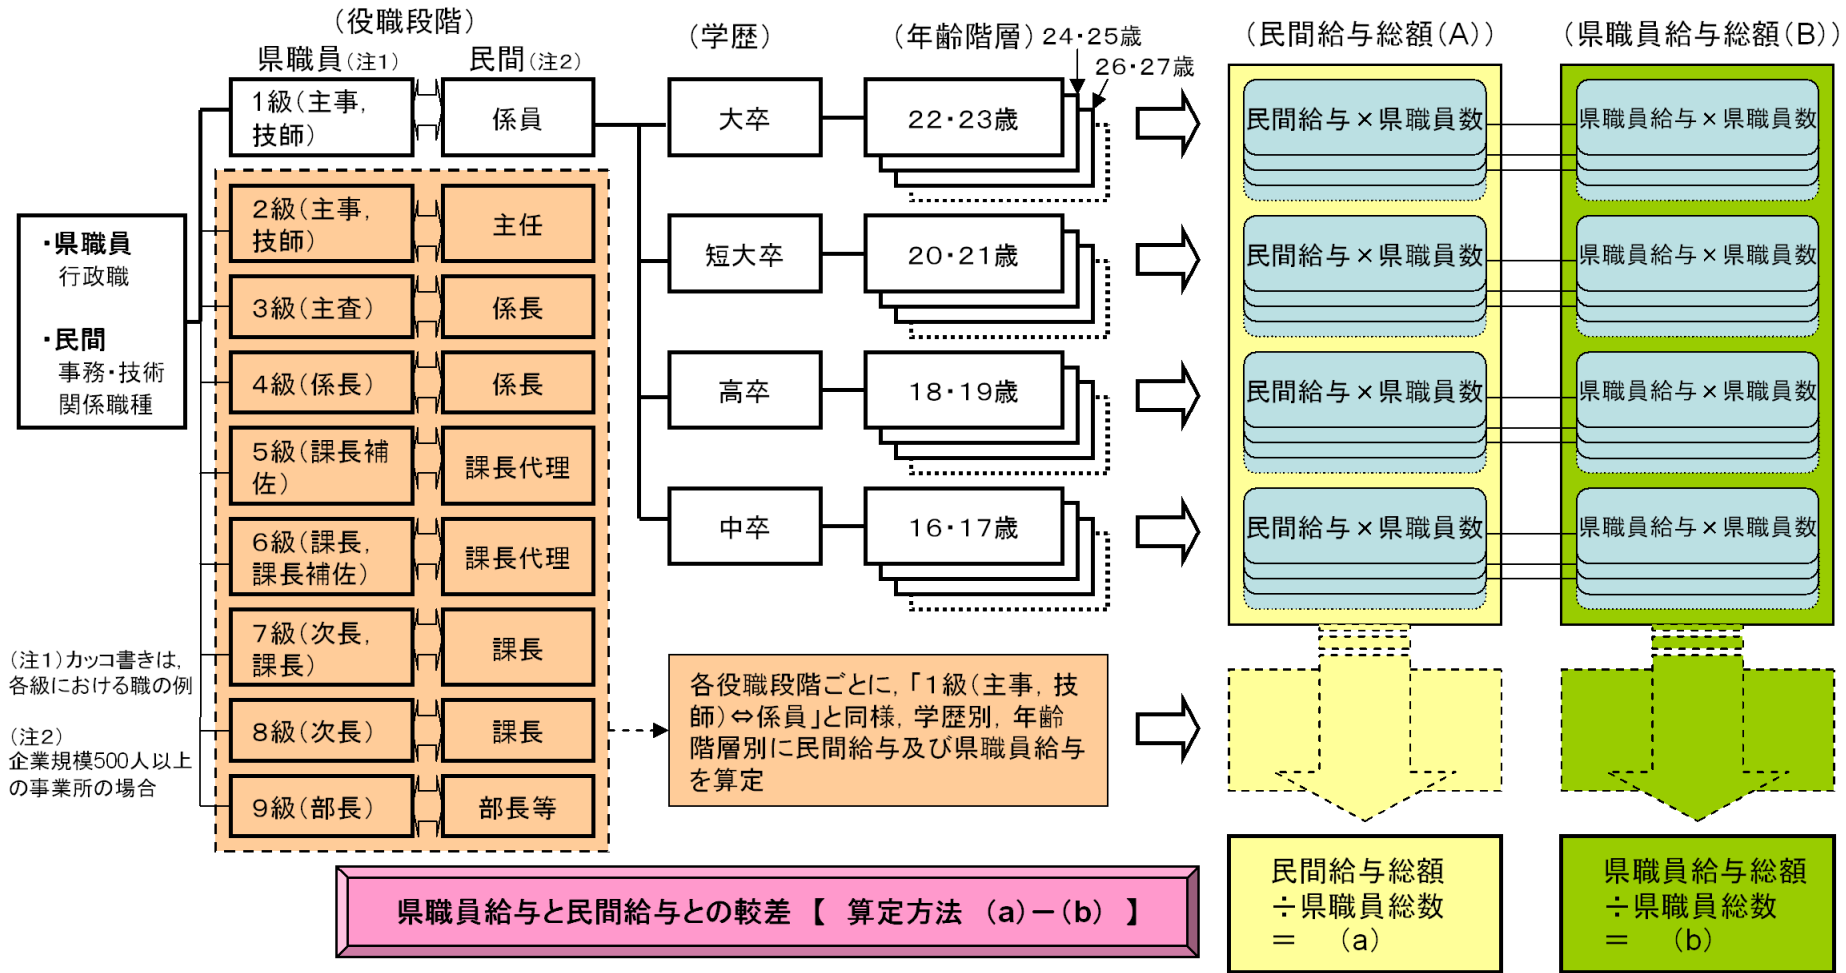 (役職段階)
県職員(注1)
民間(注2)
(学歴)
(年齢階層)
24・25歳
26・27歳
(民間給与総額(A))
(県職員給与総額(B))
・県職員
行政職
・民間
事務・技術
関係職種
1級(主事,
技師)
係員
2級(主事,
技師)
主任
3級(主査)
係長
4級(係長)
係長
5級(課長補
佐)
課長代理
6級(課長,
課長補佐)
課長代理
7級(次長,
課長)
課長
8級(次長)
課長
9級(部長)
部長等
大卒
22・23歳
短大卒
20・21歳
高卒
18・19歳
中卒
16・17歳
民間給与×県職員数
県職員給与×県職員数
民間給与×県職員数
県職員給与×県職員数
民間給与×県職員数
県職員給与×県職員数
民間給与×県職員数
県職員給与×県職員数
(注1)カッコ書きは,
各級における職の例
(注2)
企業規模500人以上
の事業所の場合
各役職段階ごとに,「1級(主事,技
師)⇔係員」と同様,学歴別,年齢
階層別に民間給与及び県職員給与
を算定
民間給与総額
÷県職員総数
= (a)
県職員給与総額
÷県職員総数
= (b)
県職員給与と民間給与との較差【 算定方法 (a)-(b) 】